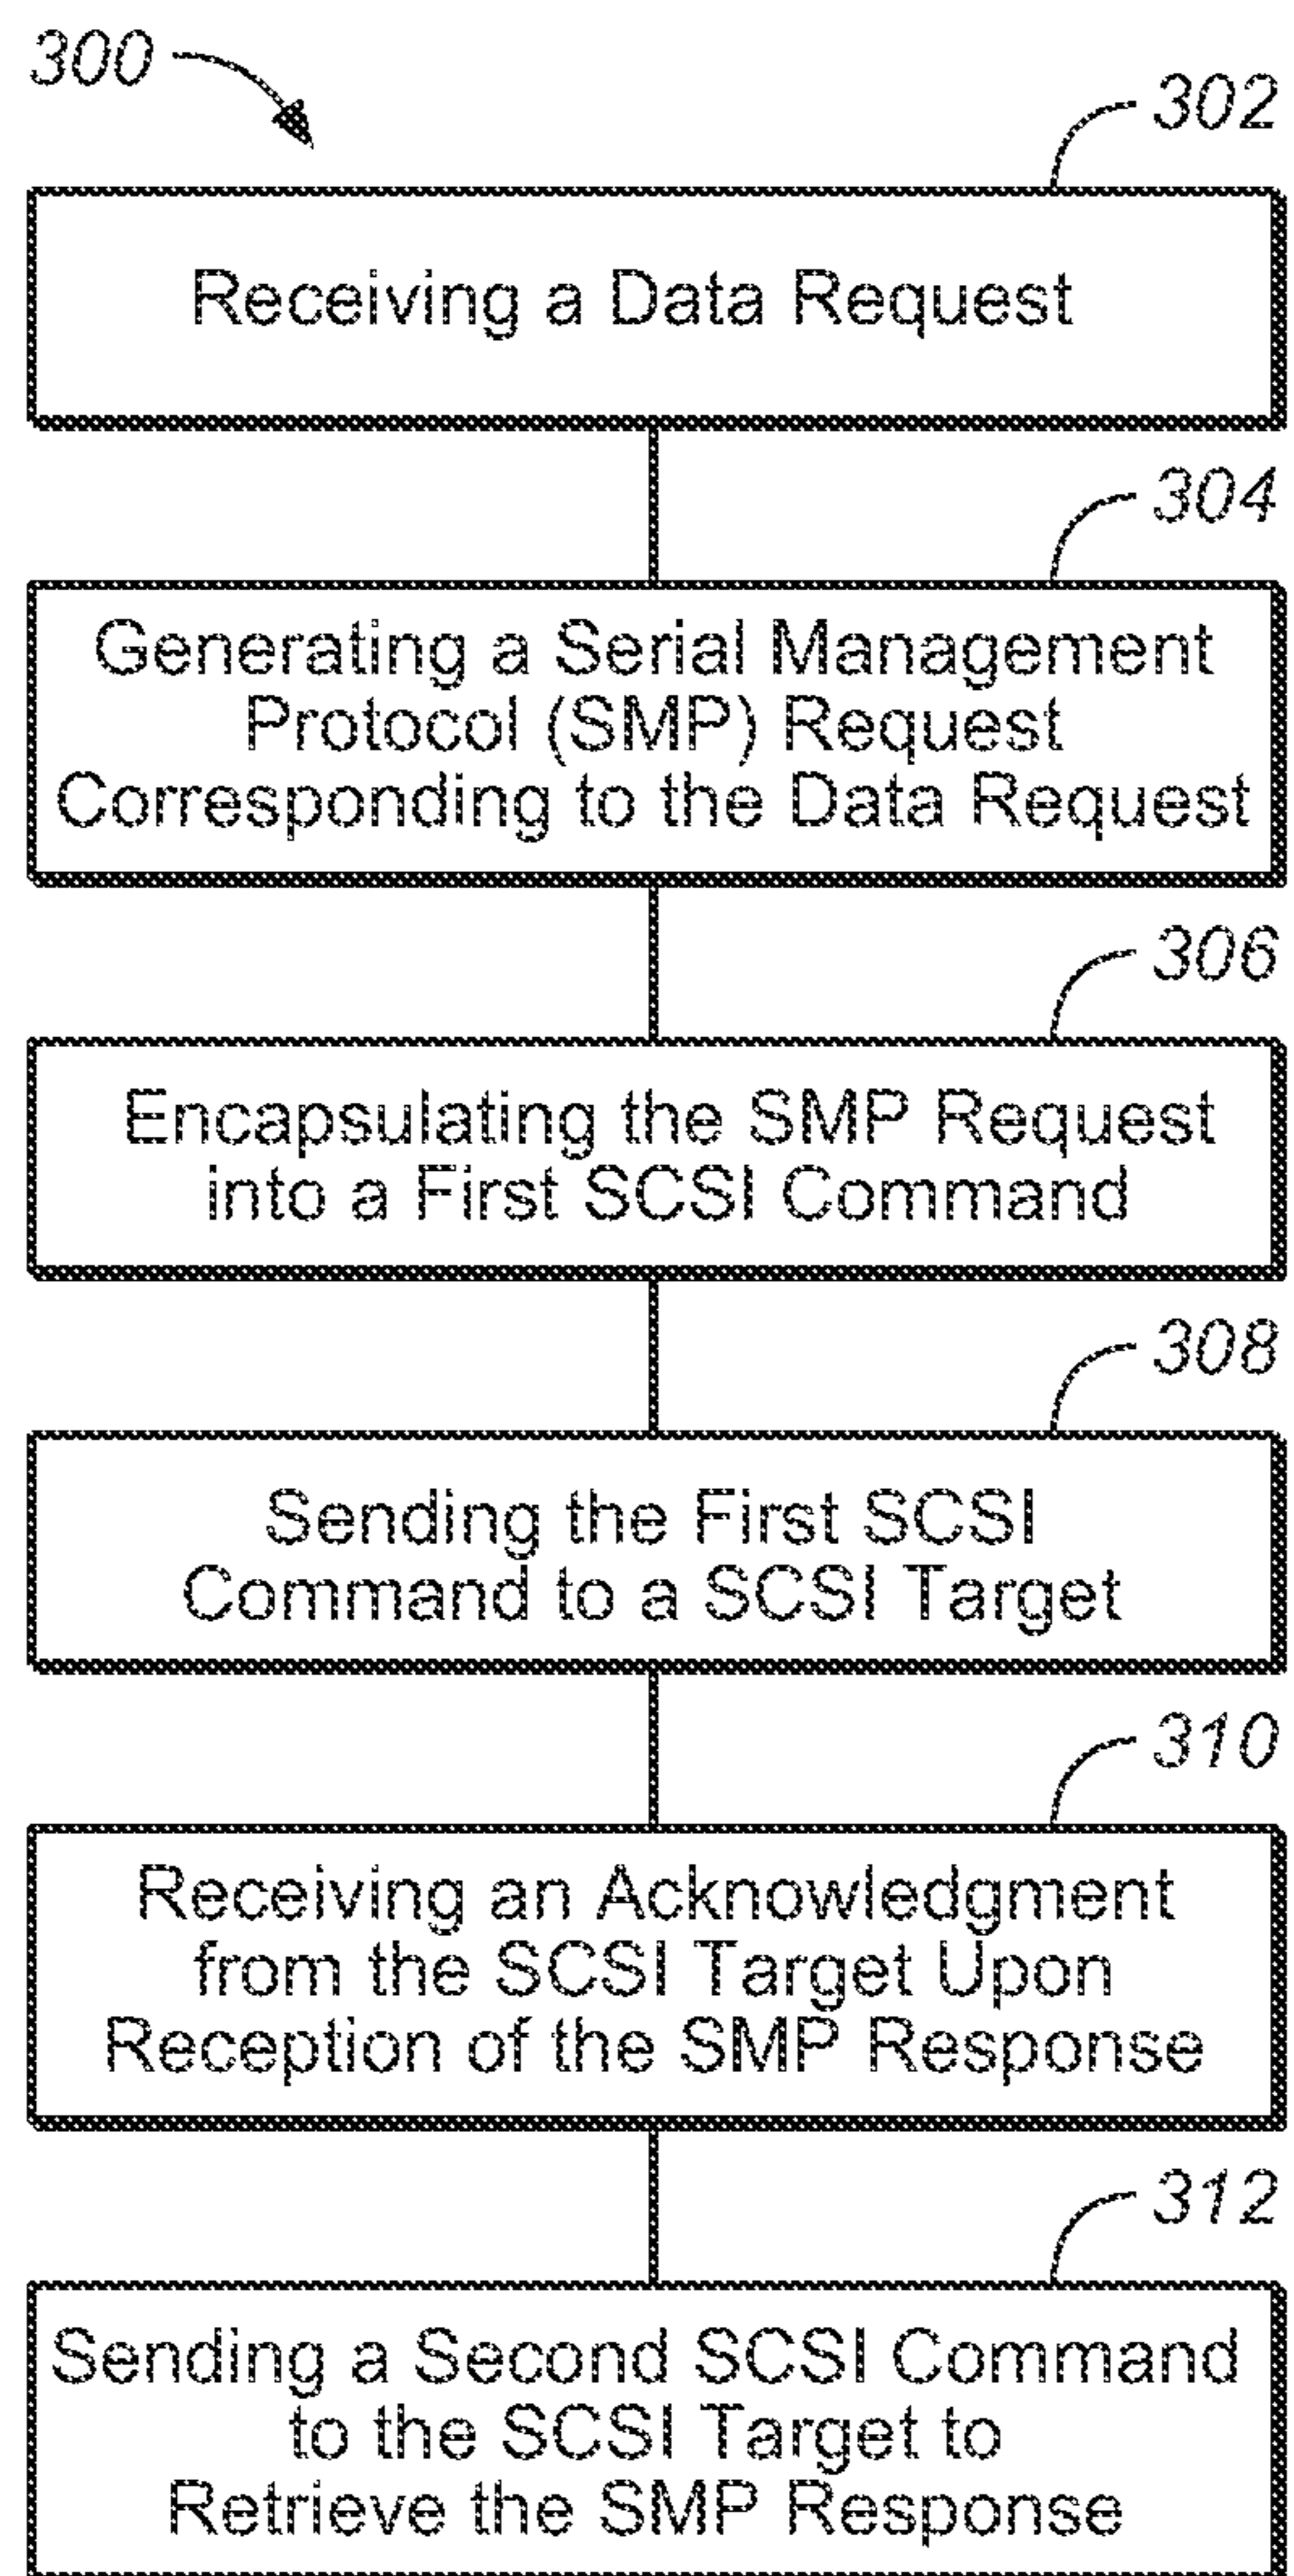 300
302
Receiving a Data Request
304
Generating a Serial Management
Protocol (SMP) Request
Corresponding to the Data Request
306
Encapsulating the SMP Request
into a First SCSI Command
308
Sending the First SCSI
Command to a SCSI Target
310
Receiving an Acknowledgment
from the SCSI Target Upon
Reception of the SMP Response
312
Sending a Second SCSI Command
to the SCSI Target to
Retrieve the SMP Response